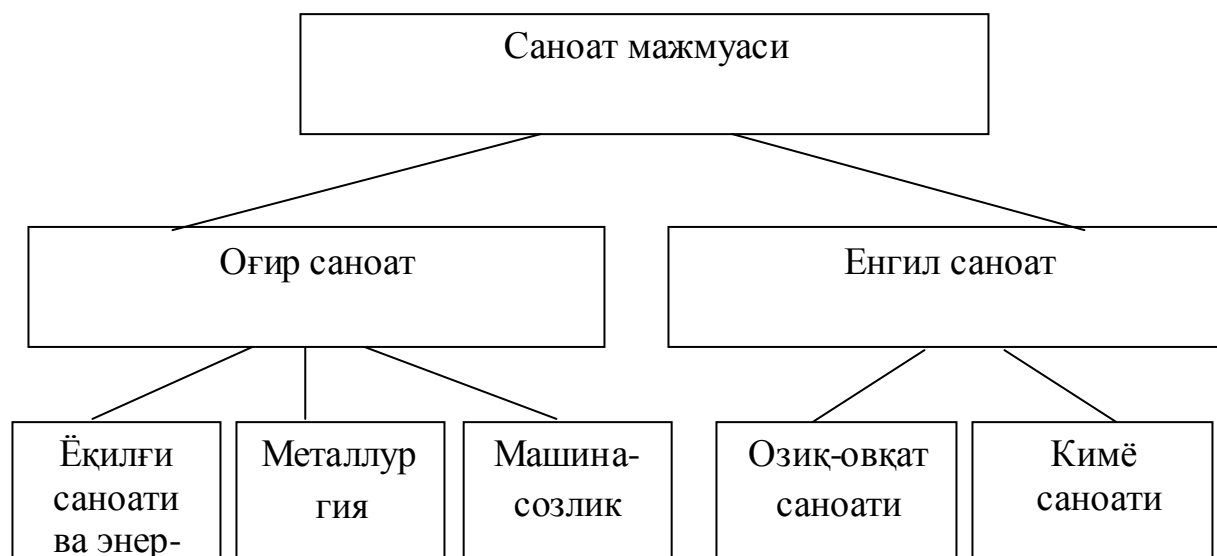 Саноат мажмуаси
Оғир саноат
Енгил саноат
Ёқилғи
саноати
ва энер-
Металлур
гия
Машина-
созлик
Озиқ-овқат
саноати
Кимё
саноати